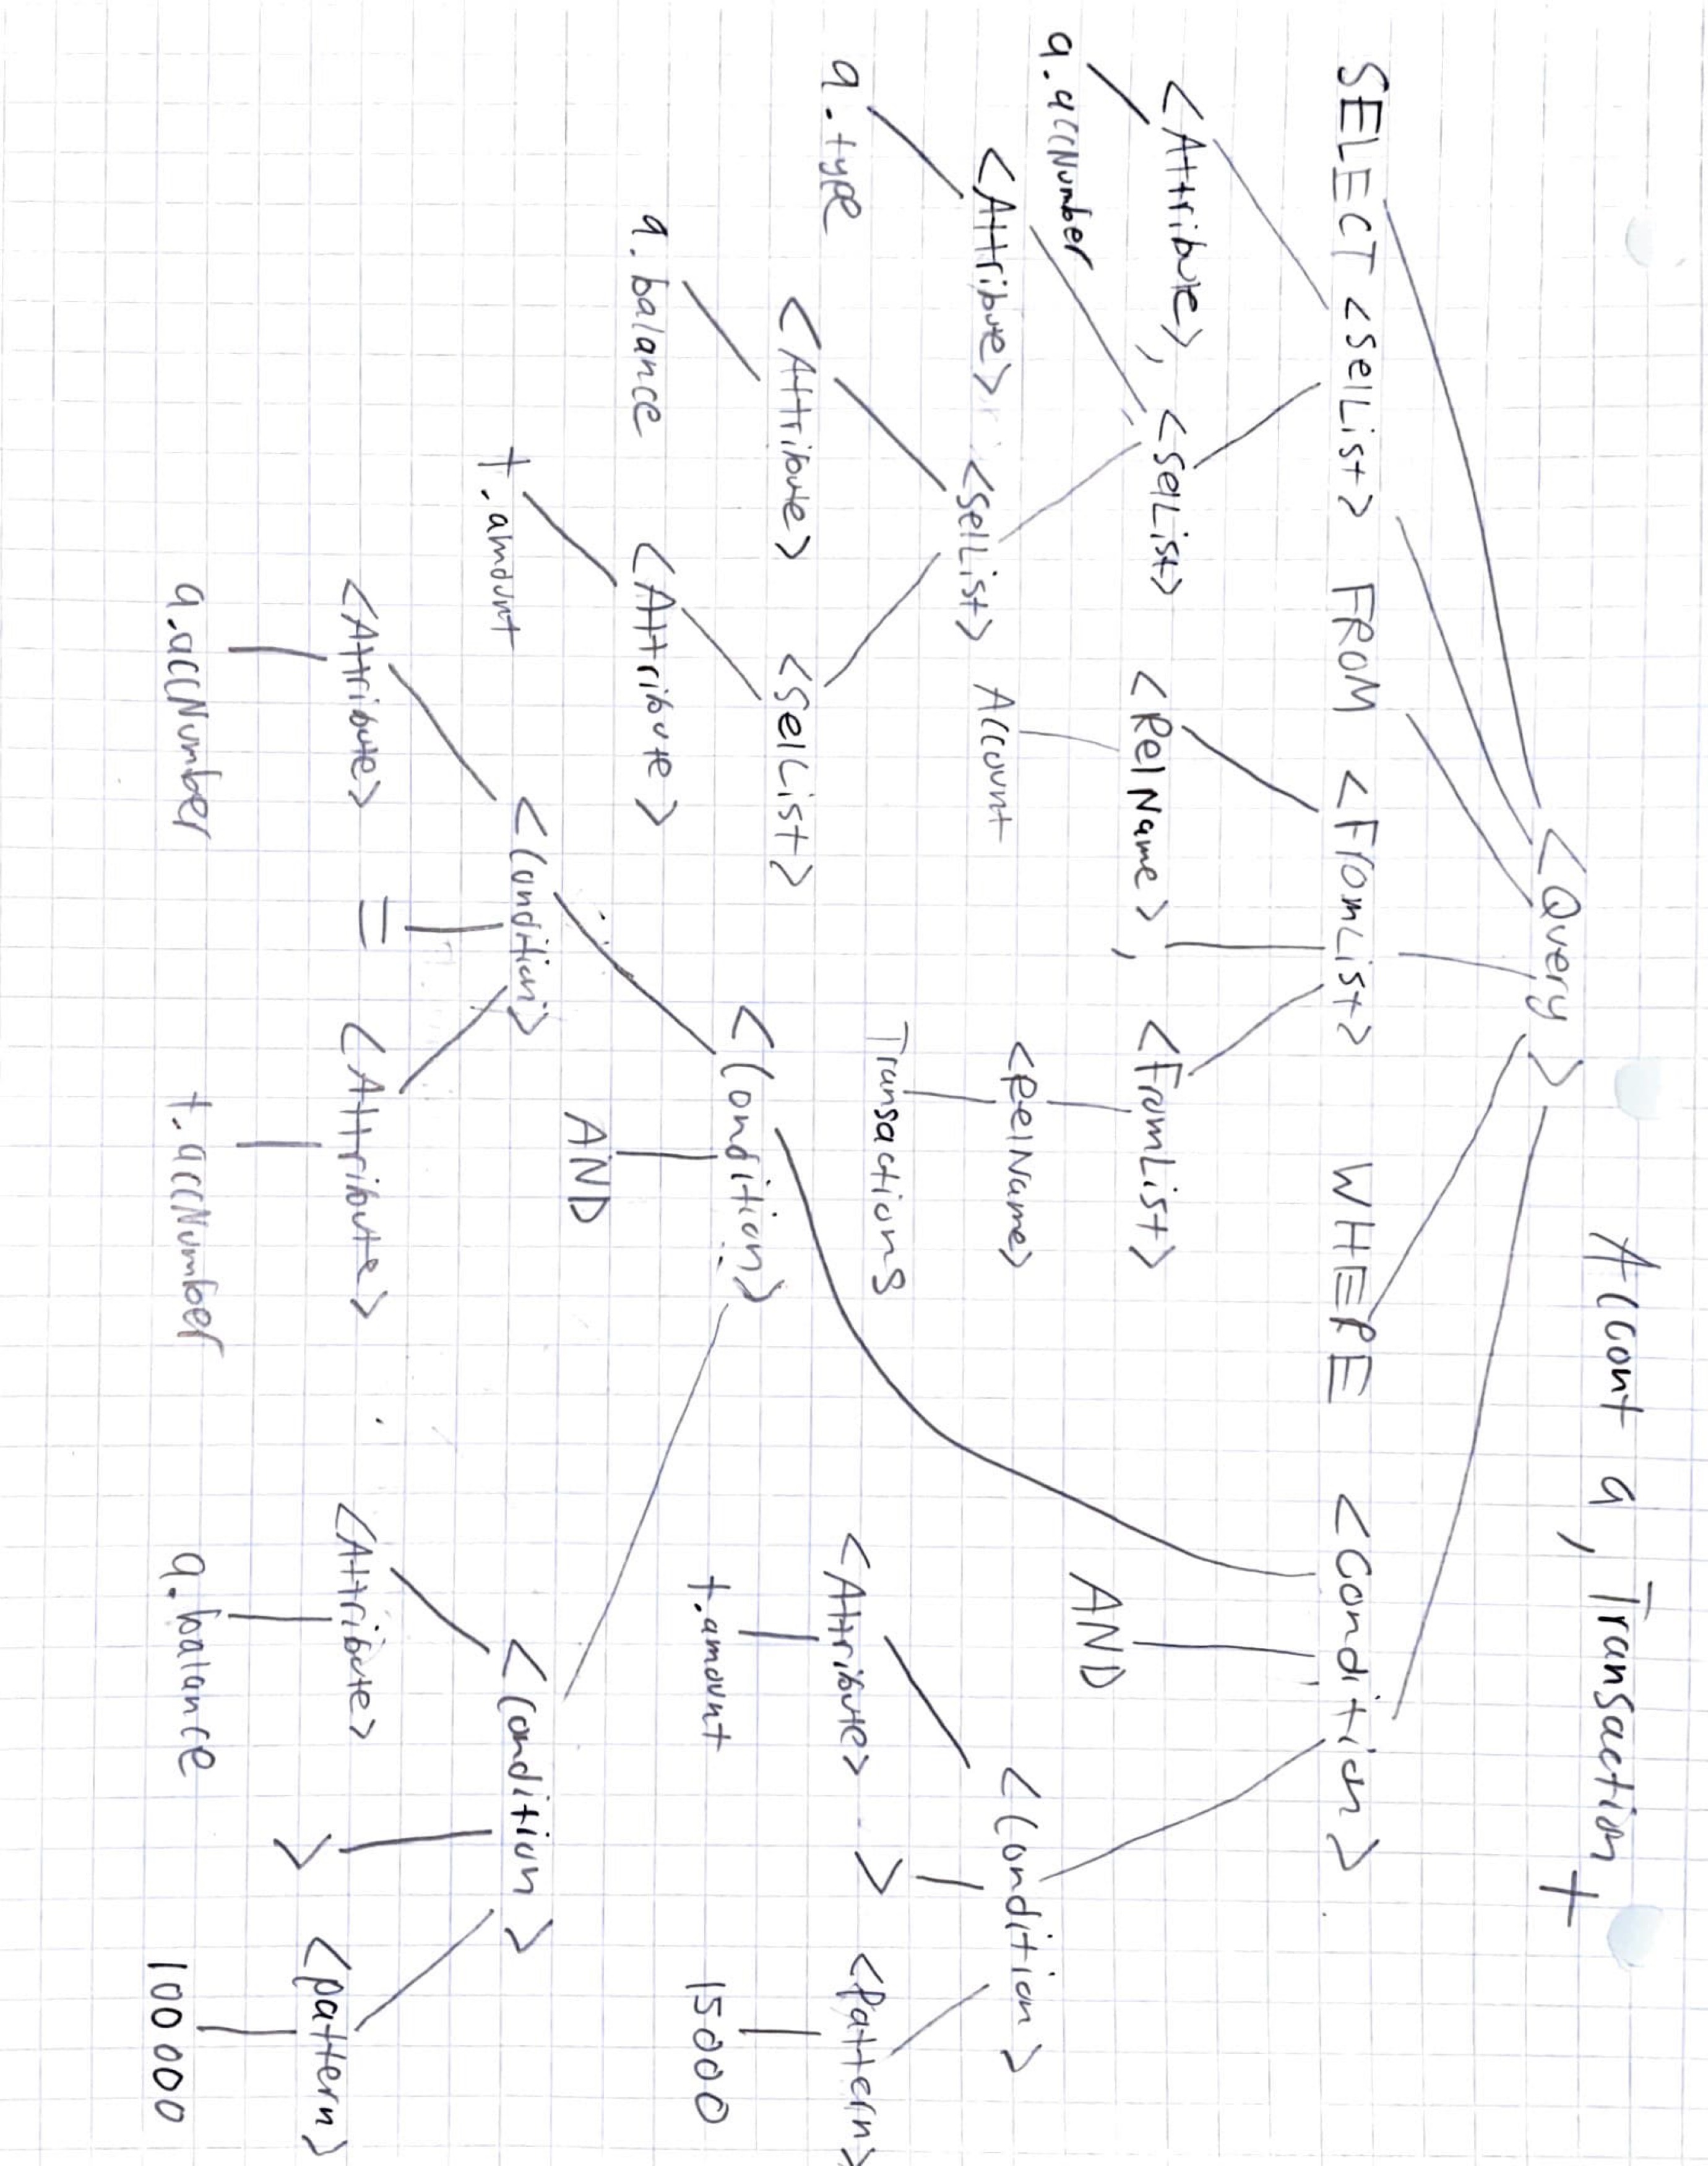 Accont a, Transaction t
<Query>
SELECT <selList> FROM <FromList> WHERE <Condition>
<Attribute>, <selList> <RelName>, <FromList>
AND
a.accNumber
<Attribute> <selList> Account <RelName> <Condition>
Transactions
a.type <Attribute> > <Pattern>
<Attribute> <selList>
<Condition> t.amount 15000
a.balance <Attribute>
AND
t.amount <Condition> <condition>
<Attribute> = <Attribute> <Attribute> > <pattern>
a.accNumber t.accNumber a.balance 100000